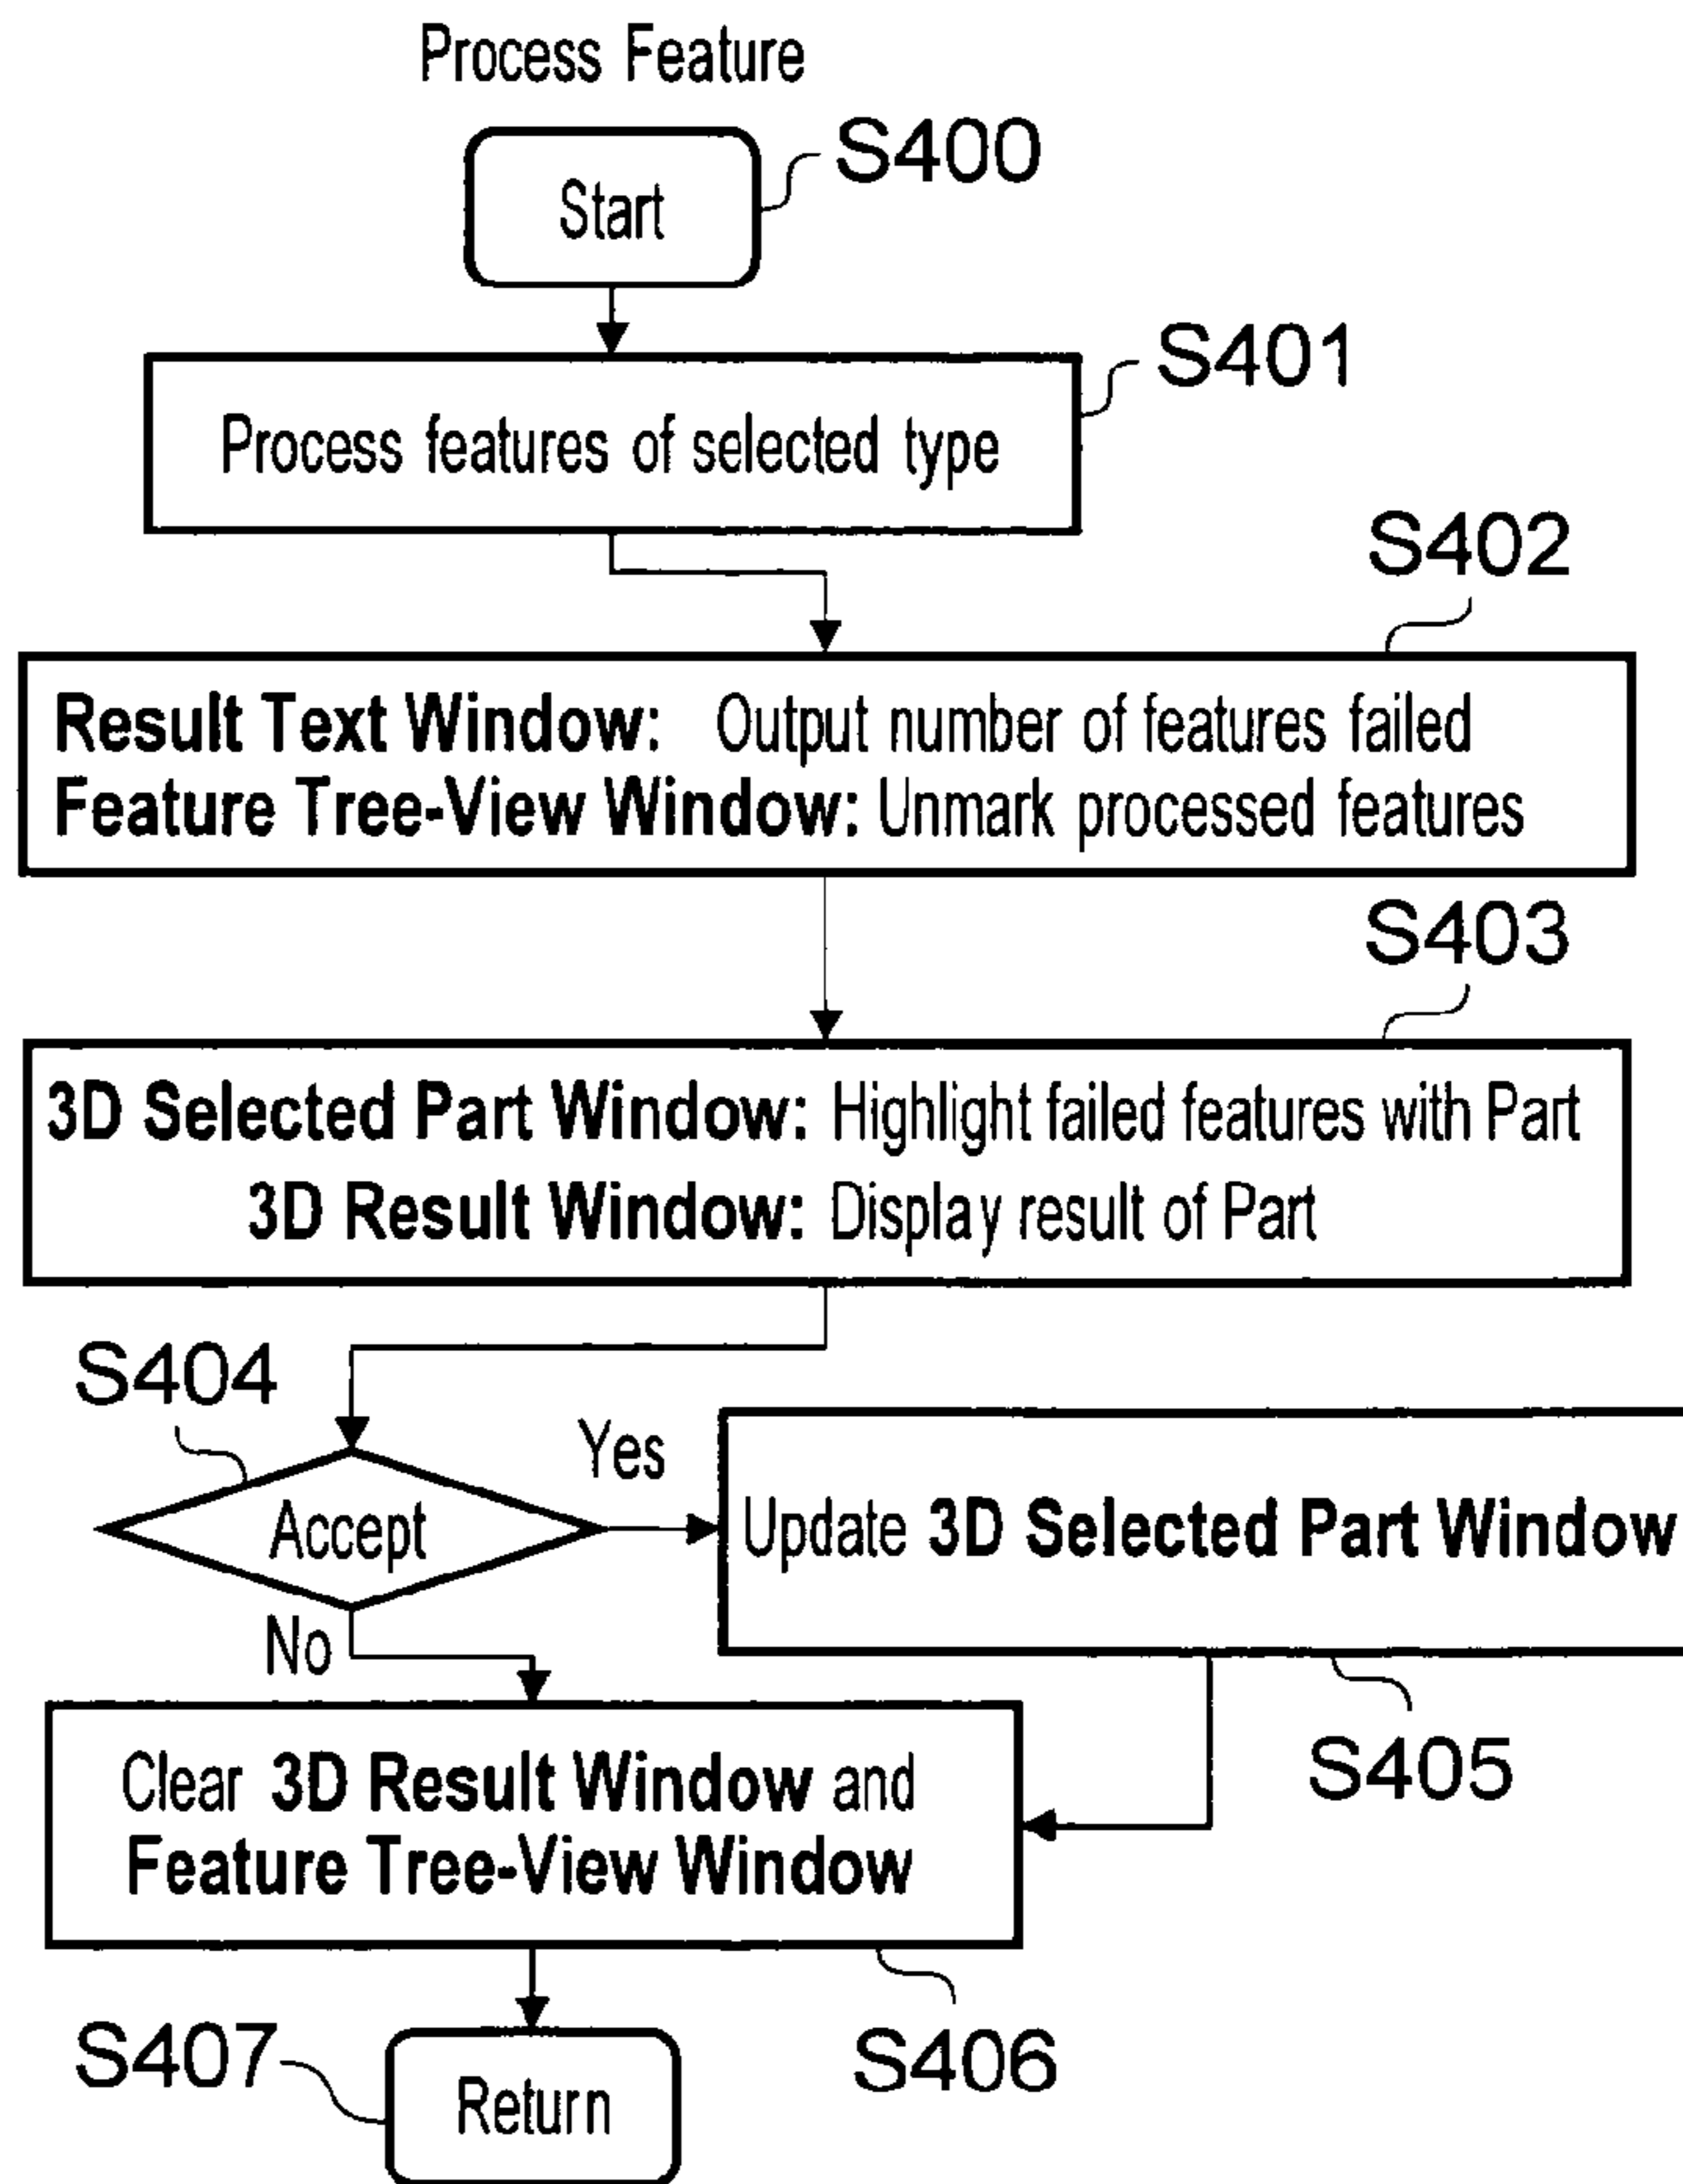 Process Feature
S400
Start
S401
Process features of selected type
S402
Result Text Window: Output number of features failed
Feature Tree-View Window: Unmark processed features
S403
3D Selected Part Window: Highlight failed features with Part
3D Result Window: Display result of Part
S404
Accept
Yes
Update 3D Selected Part Window
No
S405
Clear 3D Result Window and
Feature Tree-View Window
S406
S407
Return